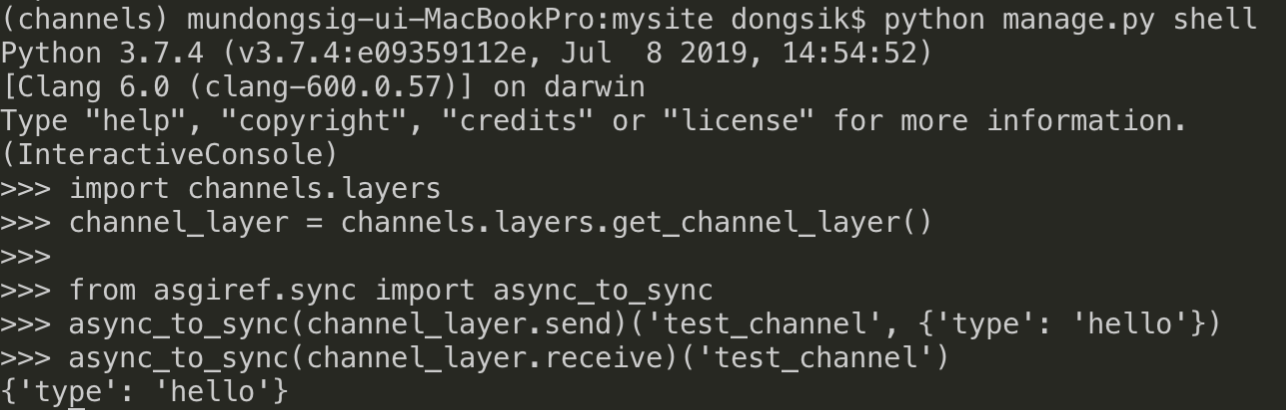 (channels) mundongsig-ui-MacBookPro:mysite dongsik$ python manage.py shell
Python 3.7.4 (v3.7.4:e09359112e, Jul  8 2019, 14:54:52)
[Clang 6.0 (clang-600.0.57)] on darwin
Type "help", "copyright", "credits" or "license" for more information.
(InteractiveConsole)
>>> import channels.layers
>>> channel_layer = channels.layers.get_channel_layer()
>>>
>>> from asgiref.sync import async_to_sync
>>> async_to_sync(channel_layer.send)('test_channel', {'type': 'hello'})
>>> async_to_sync(channel_layer.receive)('test_channel')
{'type': 'hello'}